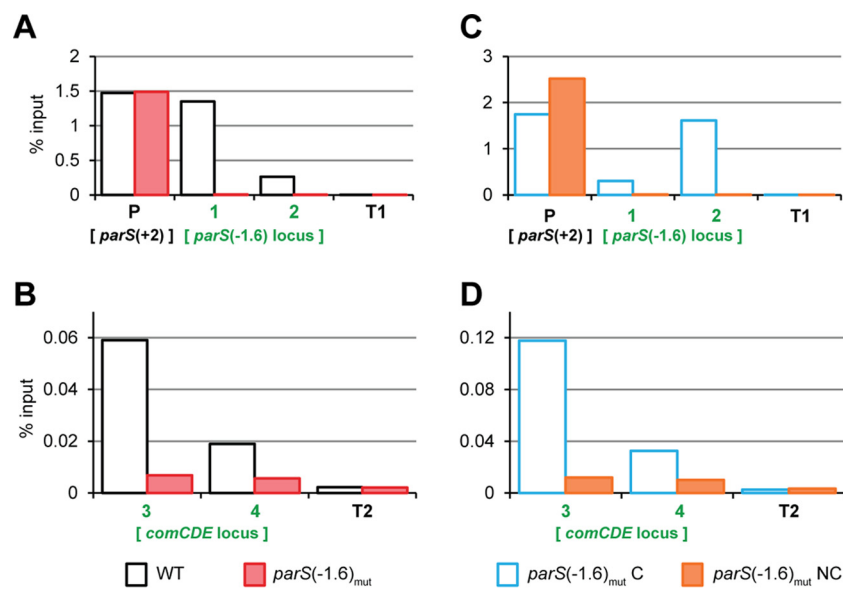 A
% input
2
1.5
1
0.5
0
P 1 2 T1
[ parS(+2) ] [ parS(-1.6) locus ]
C
3
2
1
0
P 1 2 T1
[ parS(+2) ] [ parS(-1.6) locus ]
B
% input
0.06
0.04
0.02
0
3 4 T2
[ comCDE locus ]
D
0.12
0.08
0.04
0
3 4 T2
[ comCDE locus ]
WT parS(-1.6)mut parS(-1.6)mut C parS(-1.6)mut NC